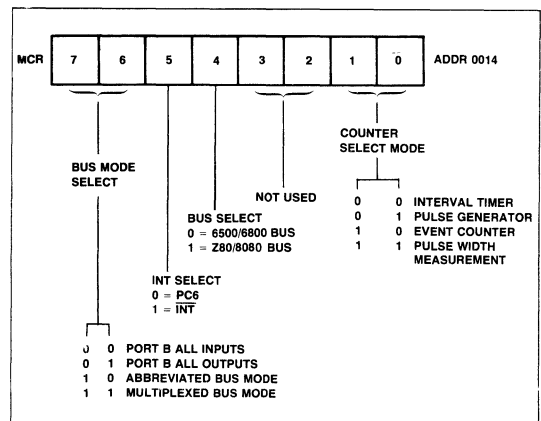 MCR 7 6 5 4 3 2 1 0 ADDR 0014
COUNTER
SELECT MODE
BUS MODE
SELECT
NOT USED
0 0 INTERVAL TIMER
0 1 PULSE GENERATOR
1 0 EVENT COUNTER
1 1 PULSE WIDTH
MEASUREMENT
BUS SELECT
0 = 6500/6800 BUS
1 = Z80/8080 BUS
INT SELECT
0 = PC6
1 = INT
0 0 PORT B ALL INPUTS
0 1 PORT B ALL OUTPUTS
1 0 ABBREVIATED BUS MODE
1 1 MULTIPLEXED BUS MODE